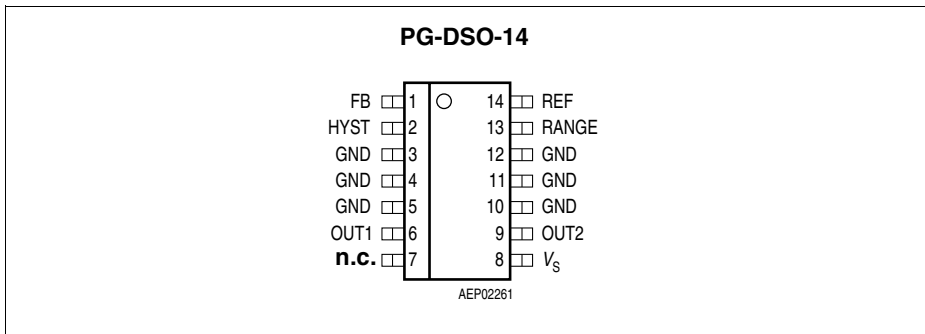 PG-DSO-14
FB 1 14 REF
HYST 2 13 RANGE
GND 3 12 GND
GND 4 11 GND
GND 5 10 GND
OUT1 6 9 OUT2
n.c. 7 8 VS
AEP02261